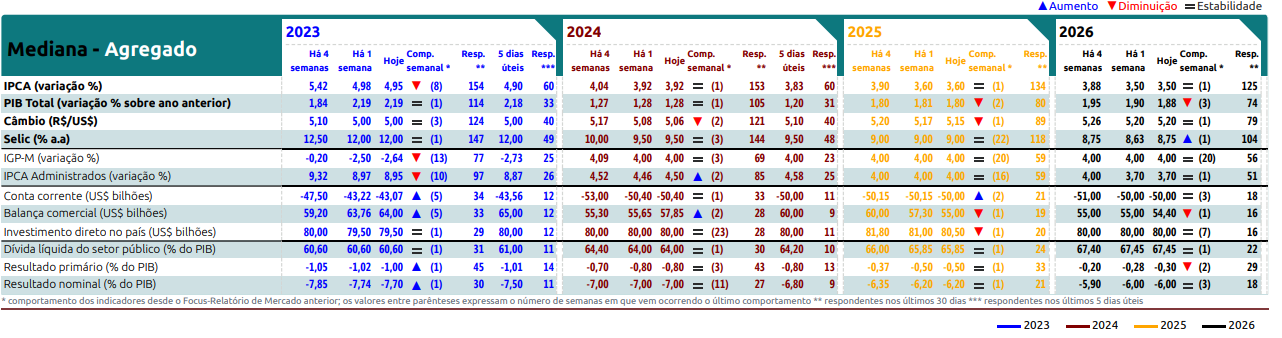 ▲ Aumento ▼ Diminuição = Estabilidade
Mediana - Agregado
2023 2024 2025 2026
Há 4 semanas Há 1 semana Hoje Comp. semanal * Resp. ** 5 dias úteis Resp. *** Há 4 semanas Há 1 semana Hoje Comp. semanal * Resp. ** 5 dias úteis Resp. *** Há 4 semanas Há 1 semana Hoje Comp. semanal * Resp. ** Há 4 semanas Há 1 semana Hoje Comp. semanal * Resp. **
IPCA (variação %) 5,42 4,98 4,95 ▼ (8) 154 4,90 60 4,04 3,92 3,92 = (1) 153 3,83 60 3,90 3,60 3,60 = (1) 134 3,88 3,50 3,50 = (1) 125
PIB Total (variação % sobre ano anterior) 1,84 2,19 2,19 = (1) 114 2,18 33 1,27 1,28 1,28 = (1) 105 1,20 31 1,80 1,81 1,80 ▼ (2) 80 1,95 1,90 1,88 ▼ (3) 74
Câmbio (R$/US$) 5,10 5,00 5,00 = (3) 124 5,00 40 5,17 5,08 5,06 ▼ (2) 121 5,10 40 5,20 5,17 5,15 ▼ (1) 89 5,26 5,20 5,20 = (1) 79
Selic (% a.a) 12,50 12,00 12,00 = (1) 147 12,00 49 10,00 9,50 9,50 = (3) 144 9,50 48 9,00 9,00 9,00 = (22) 118 8,75 8,63 8,75 ▲ (1) 104
IGP-M (variação %) -0,20 -2,50 -2,64 ▼ (13) 77 -2,73 25 4,09 4,00 4,00 = (3) 69 4,00 23 4,00 4,00 4,00 = (20) 59 4,00 4,00 4,00 = (20) 56
IPCA Administrados (variação %) 9,32 8,97 8,95 ▼ (10) 97 8,87 26 4,52 4,46 4,50 ▲ (2) 85 4,58 25 4,00 4,00 4,00 = (16) 59 4,00 3,70 3,70 = (1) 51
Conta corrente (US$ bilhões) -47,50 -43,22 -43,07 ▲ (5) 34 -43,56 12 -53,00 -50,40 -50,40 = (1) 33 -50,00 11 -50,15 -50,15 -50,00 ▲ (2) 21 -51,00 -50,00 -50,00 = (3) 18
Balança comercial (US$ bilhões) 59,20 63,76 64,00 ▲ (5) 33 65,00 12 55,30 55,65 57,85 ▲ (2) 28 60,00 9 60,00 57,30 55,00 ▼ (1) 19 55,00 55,00 54,40 ▼ (1) 16
Investimento direto no país (US$ bilhões) 80,00 79,50 79,50 = (1) 29 80,00 12 80,00 80,00 80,00 = (23) 28 80,00 11 81,80 81,00 80,50 ▼ (1) 20 80,00 80,00 80,00 = (7) 16
Dívida líquida do setor público (% do PIB) 60,60 60,60 60,60 = (1) 31 61,00 11 64,40 64,00 64,00 = (1) 30 64,20 10 66,00 65,85 65,85 = (1) 24 67,40 67,45 67,45 = (1) 22
Resultado primário (% do PIB) -1,05 -1,02 -1,00 ▲ (1) 45 -1,01 14 -0,70 -0,80 -0,80 = (3) 43 -0,80 13 -0,37 -0,50 -0,50 = (1) 33 -0,20 -0,28 -0,30 ▼ (2) 29
Resultado nominal (% do PIB) -7,85 -7,74 -7,70 ▲ (1) 30 -7,50 11 -7,00 -7,00 -7,00 = (11) 27 -6,80 9 -6,35 -6,20 -6,20 = (1) 21 -5,90 -6,00 -6,00 = (3) 18
* comportamento dos indicadores desde o Focus-Relatório de Mercado anterior; os valores entre parênteses expressam o número de semanas em que vem ocorrendo o último comportamento ** respondentes nos últimos 30 dias *** respondentes nos últimos 5 dias úteis
2023 2024 2025 2026